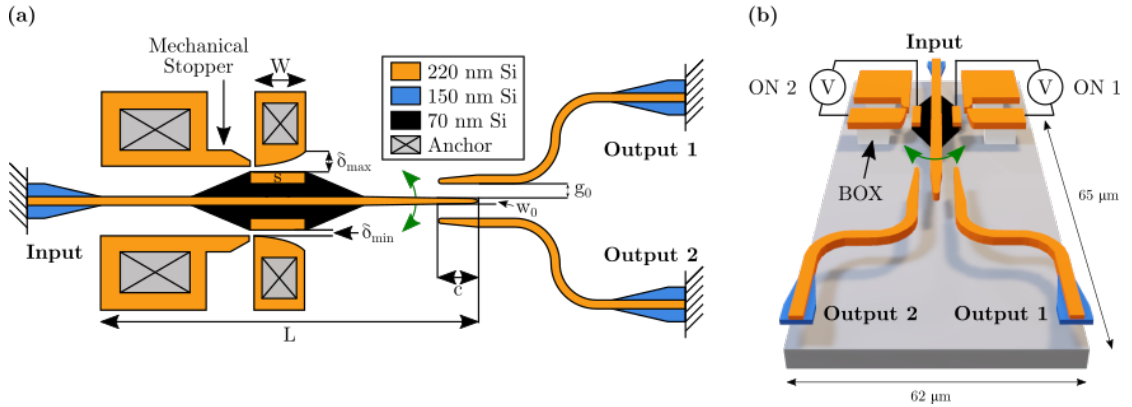 (a)
Mechanical
Stopper
W
220 nm Si
150 nm Si
70 nm Si
Anchor
δmax
s
Output 1
g0
w0
Input
δmin
Output 2
c
L
(b)
Input
ON 2
V
V
ON 1
BOX
65 μm
Output 2
Output 1
62 μm